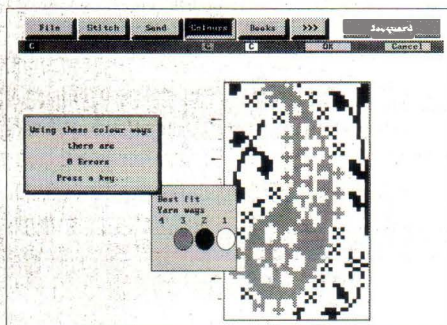 File Stitch Send Colours Books >>> Jacquard
C C C OK Cancel
Using these colour ways
there are
0 Errors
Press a key..
Best fit
Yarn ways
4 3 2 1